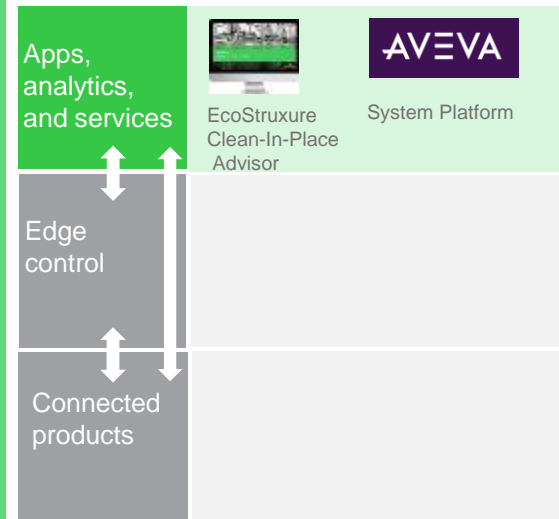 Apps,
analytics,
and services
EcoStruxure
Clean-In-Place
Advisor
AVEVA
System Platform
Edge
control
Connected
products